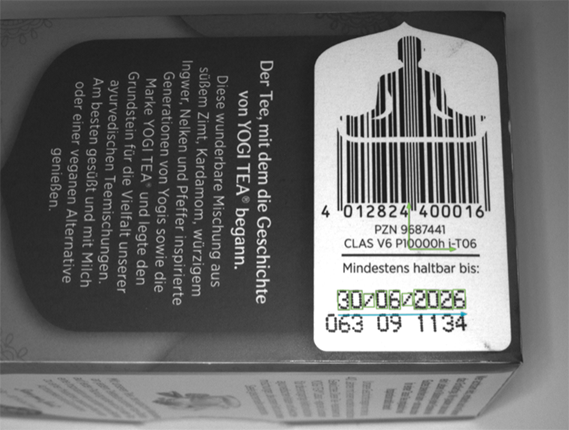 Der Tee, mit dem die Geschichte
von YOGI TEA® begann.
Diese wunderbare Mischung aus
süßem Zimt, Kardamom, würzigem
Ingwer, Nelken und Pfeffer inspirierte
Generationen von Yogis sowie die
Marke YOGI TEA® und legte den
Grundstein für die Vielfalt unserer
ayurvedischen Teemischungen.
Am besten gesüßt und mit Milch
oder einer veganen Alternative
genießen.
4 012824 400016
PZN 9687441
CLAS V6 P10000h i-T06
Mindestens haltbar bis:
30/06/2026
063 09 1134